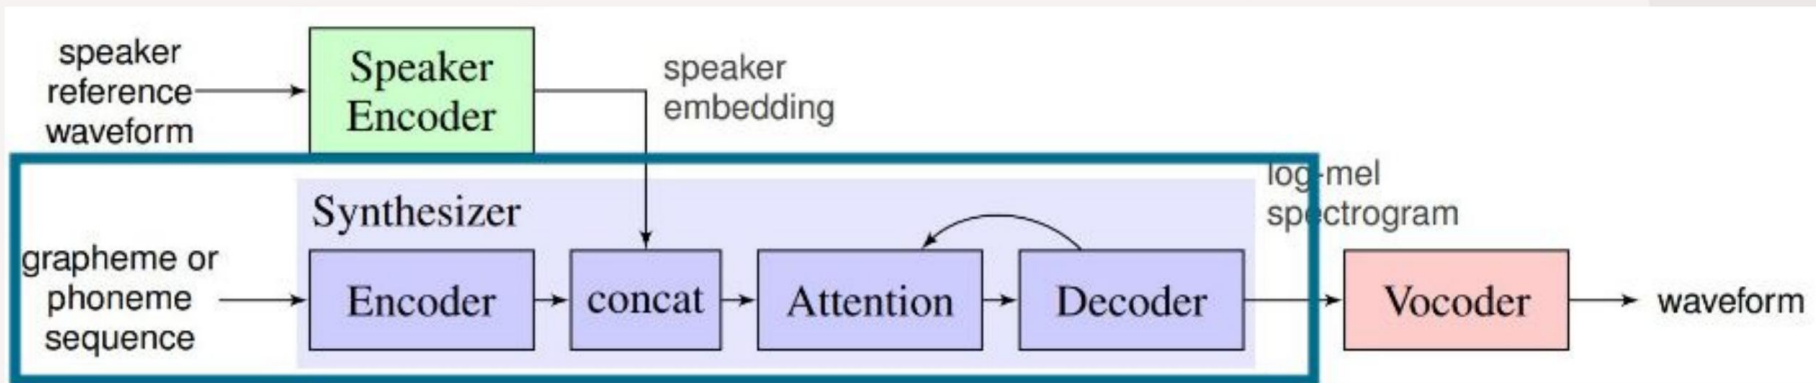 speaker
reference
waveform
Speaker
Encoder
speaker
embedding
Synthesizer
grapheme or
phoneme
sequence
Encoder
concat
Attention
Decoder
log-mel
spectrogram
Vocoder
waveform